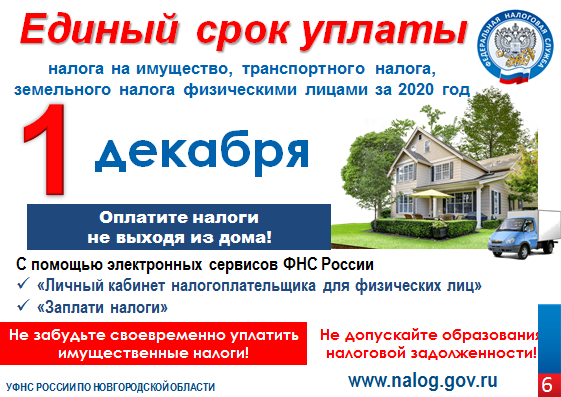 Единый срок уплаты
ФЕДЕРАЛЬНАЯ НАЛОГОВАЯ СЛУЖБА
налога на имущество, транспортного налога,
земельного налога физическими лицами за 2020 год
1
декабря
Оплатите налоги
не выходя из дома!
С помощью электронных сервисов ФНС России
✓ «Личный кабинет налогоплательщика для физических лиц»
✓ «Заплати налоги»
Не забудьте своевременно уплатить
имущественные налоги!
Не допускайте образования
налоговой задолженности!
www.nalog.gov.ru
УФНС РОССИИ ПО НОВГОРОДСКОЙ ОБЛАСТИ
6